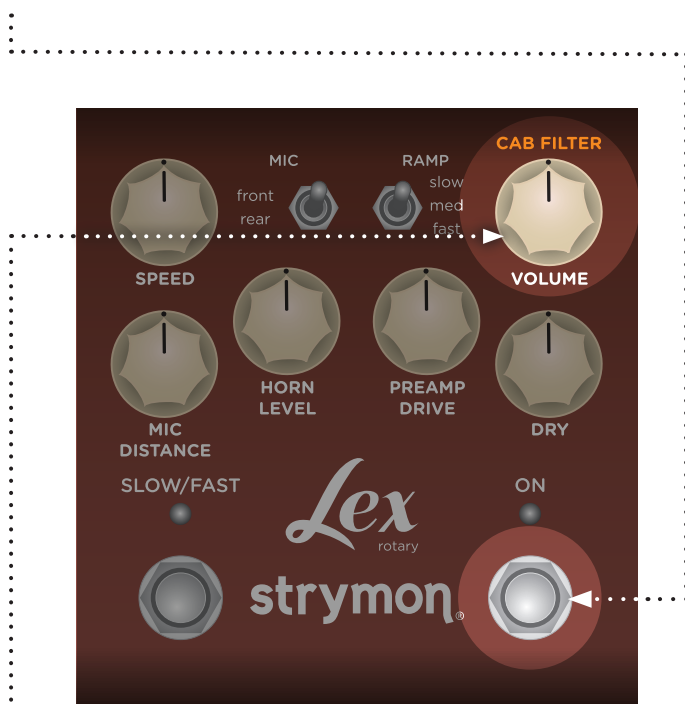 CAB FILTER
MIC
RAMP
front
rear
slow
med
fast
SPEED
VOLUME
HORN
LEVEL
PREAMP
DRIVE
MIC
DISTANCE
DRY
SLOW/FAST
ON
Lex
rotary
strymon®